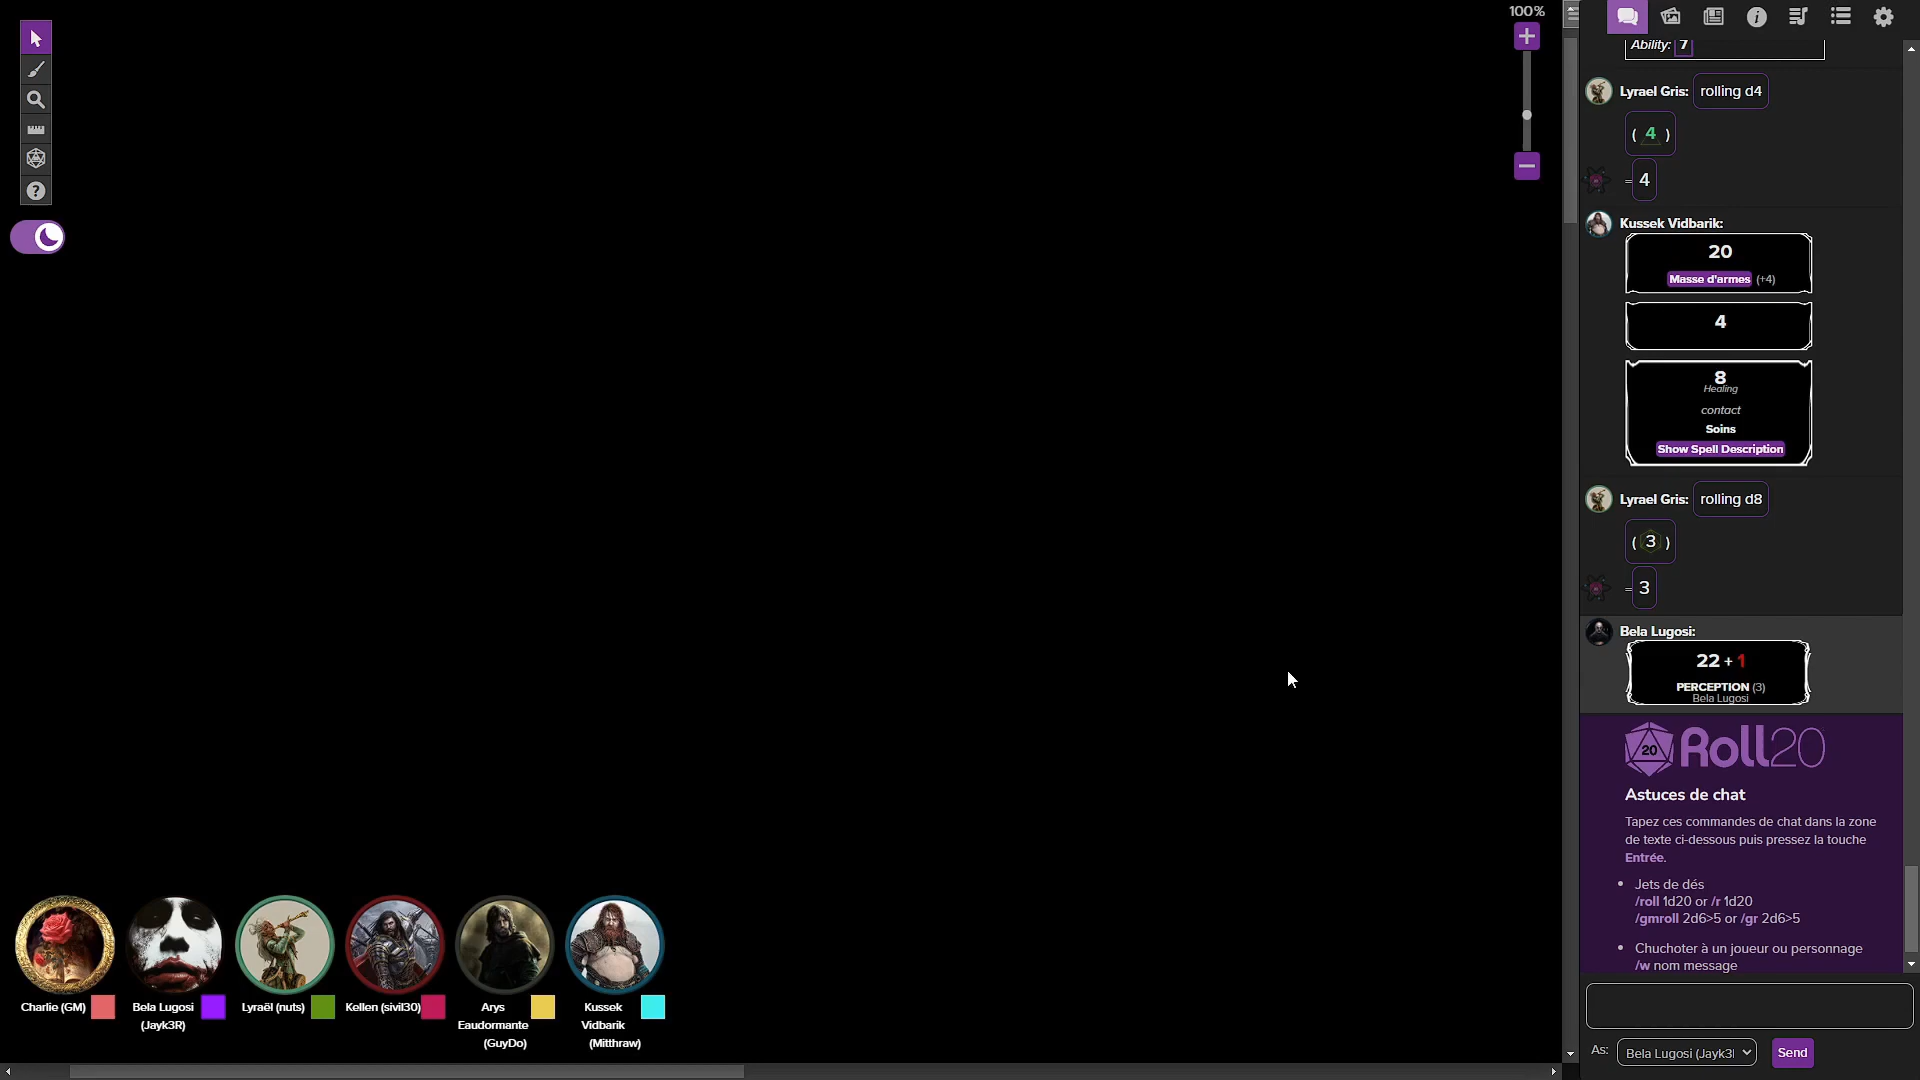 100%
Ability: 7
Lyrael Gris: rolling d4
( 4 )
= 4
Kussek Vidbarik:
20
Masse d'armes (+4)
4
8
Healing
contact
Soins
Show Spell Description
Lyrael Gris: rolling d8
( 3 )
= 3
Bela Lugosi:
22 + 1
PERCEPTION (3)
Bela Lugosi
20 Roll20
Astuces de chat
Tapez ces commandes de chat dans la zone
de texte ci-dessous puis pressez la touche
Entrée.
• Jets de dés
/roll 1d20 or /r 1d20
/gmroll 2d6>5 or /gr 2d6>5
• Chuchoter à un joueur ou personnage
/w nom message
As: Bela Lugosi (Jayk3
Send
Charlie (GM)
Bela Lugosi
(Jayk3R)
Lyraël (nuts)
Kellen (sivil30)
Arys
Eaudormante
(GuyDo)
Kussek
Vidbarik
(Mitthraw)